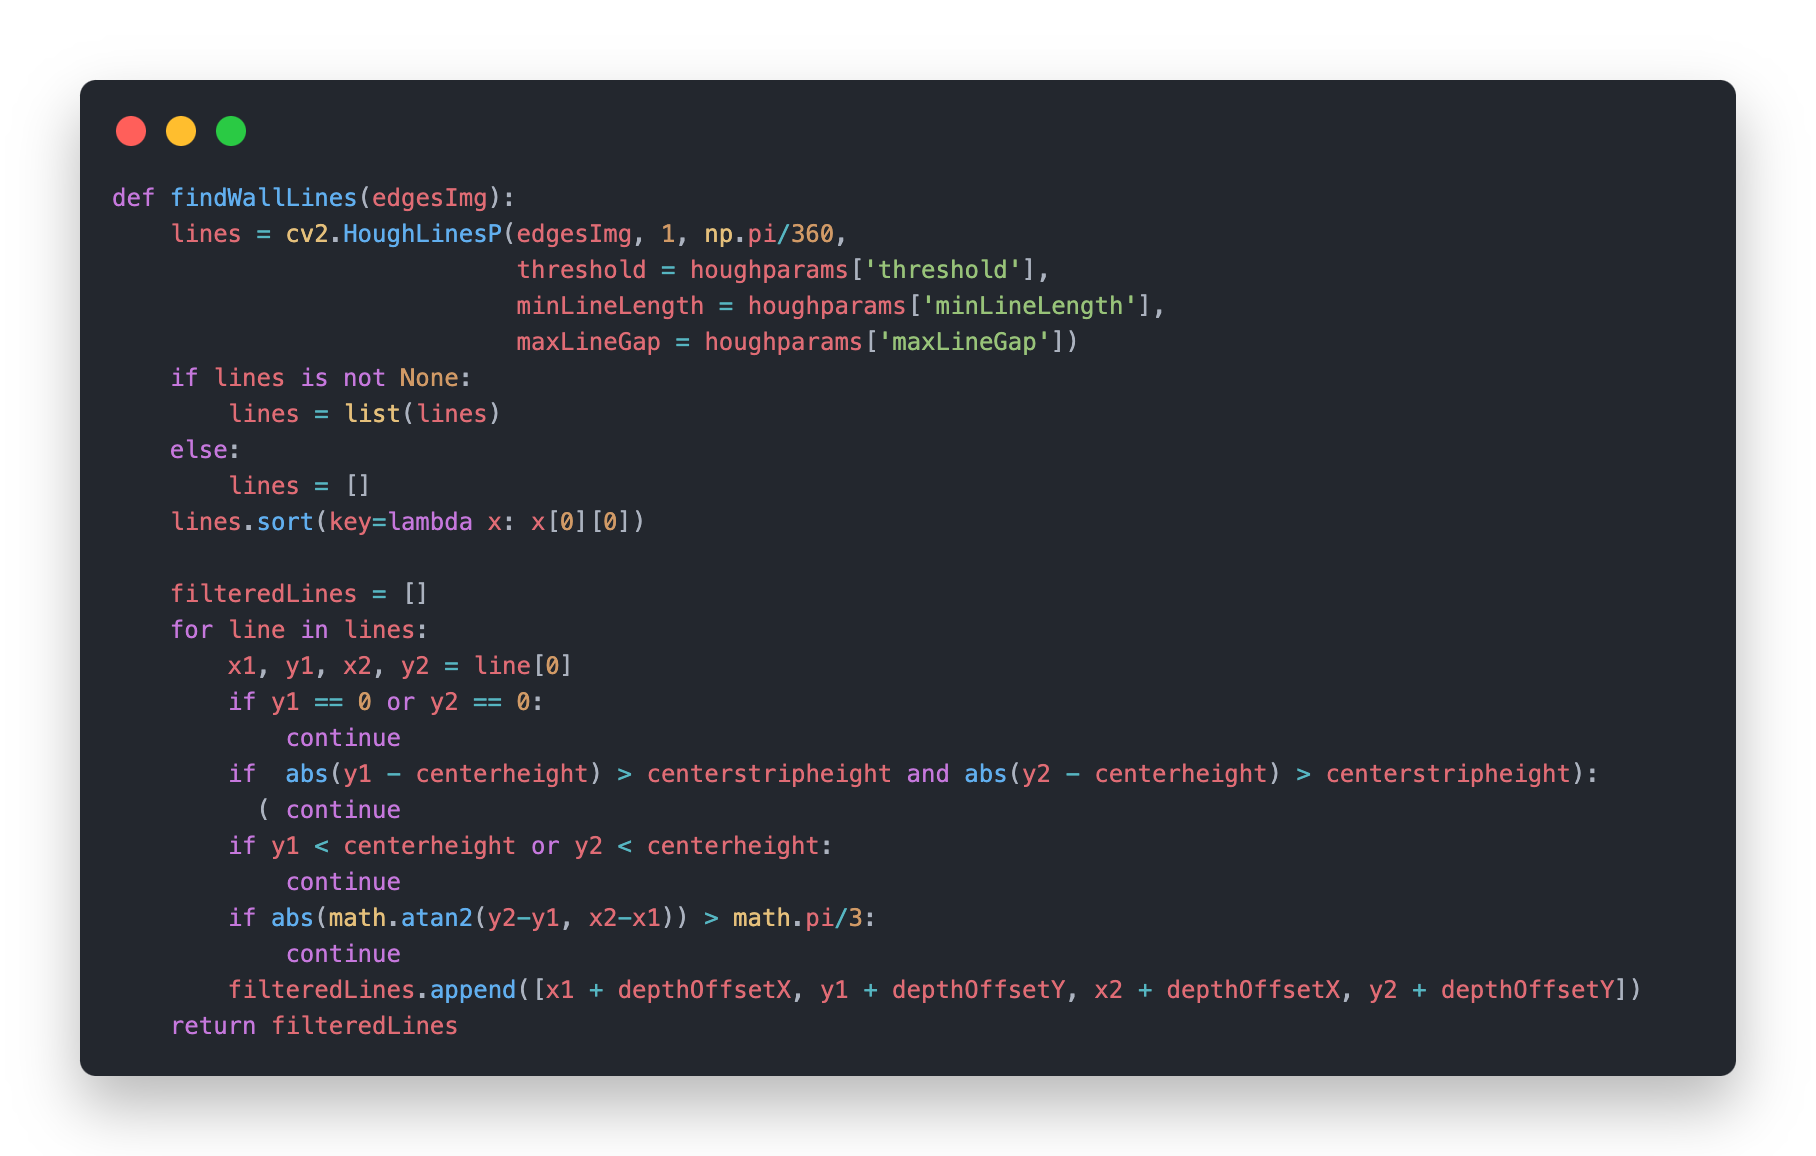 def findWallLines(edgesImg):
    lines = cv2.HoughLinesP(edgesImg, 1, np.pi/360,
                            threshold = houghparams['threshold'],
                            minLineLength = houghparams['minLineLength'],
                            maxLineGap = houghparams['maxLineGap'])
    if lines is not None:
        lines = list(lines)
    else:
        lines = []
    lines.sort(key=lambda x: x[0][0])

    filteredLines = []
    for line in lines:
        x1, y1, x2, y2 = line[0]
        if y1 == 0 or y2 == 0:
            continue
        if  abs(y1 - centerheight) > centerstripheight and abs(y2 - centerheight) > centerstripheight):
          ( continue
        if y1 < centerheight or y2 < centerheight:
            continue
        if abs(math.atan2(y2-y1, x2-x1)) > math.pi/3:
            continue
        filteredLines.append([x1 + depthOffsetX, y1 + depthOffsetY, x2 + depthOffsetX, y2 + depthOffsetY])
    return filteredLines